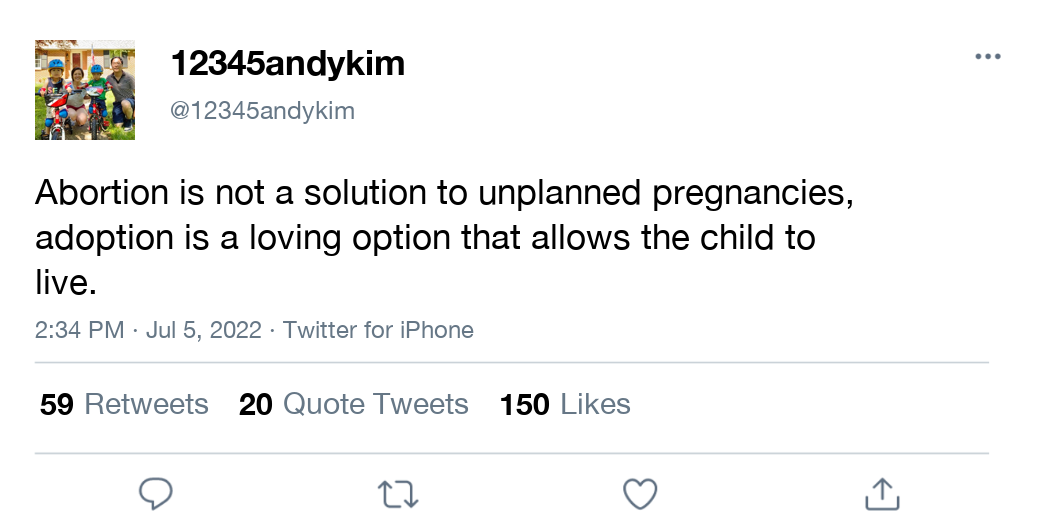 12345andykim
@12345andykim
Abortion is not a solution to unplanned pregnancies,
adoption is a loving option that allows the child to
live.
2:34 PM · Jul 5, 2022 · Twitter for iPhone
59 Retweets 20 Quote Tweets 150 Likes